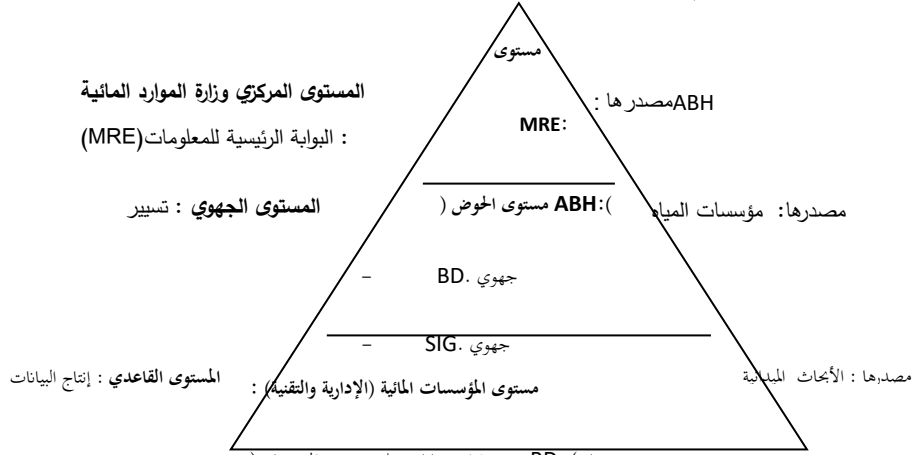 مستوى
المستوى المركزي وزارة الموارد المائية
ABHمصدرها :
MRE:
: البوابة الرئيسية للمعلومات(MRE)
المستوى الجهوي : تسيير
):ABH مستوى الحوض (
مصدرها: مؤسسات المياه
جهوي .BD –
جهوي .SIG –
المستوى القاعدي : إنتاج البيانات
مستوى المؤسسات المائية (الإدارية والتقنية) :
مصدرها : الأبحاث الميدانية
BD